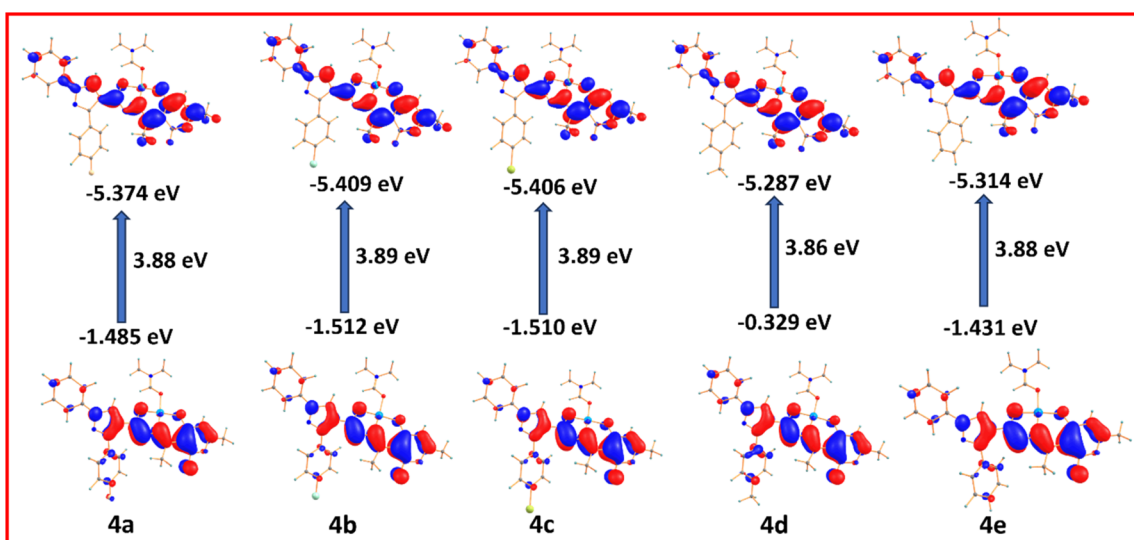 -5.374 eV -5.409 eV -5.406 eV -5.287 eV -5.314 eV
3.88 eV 3.89 eV 3.89 eV 3.86 eV 3.88 eV
-1.485 eV -1.512 eV -1.510 eV -0.329 eV -1.431 eV
4a 4b 4c 4d 4e